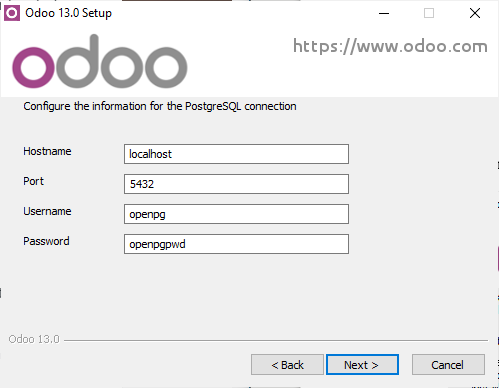 Odoo 13.0 Setup
odoo
https://www.odoo.com
Configure the information for the PostgreSQL connection
Hostname
localhost
Port
5432
Username
openpg
Password
openpgpwd
Odoo 13.0
< Back
Next >
Cancel